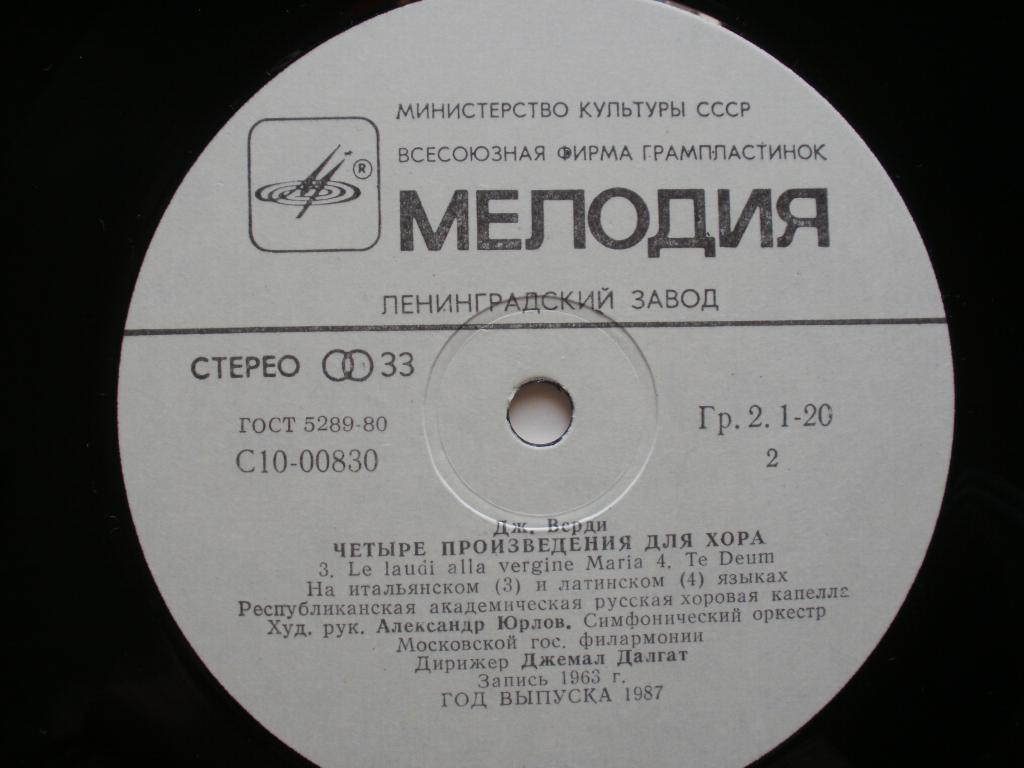 МИНИСТЕРСТВО КУЛЬТУРЫ СССР
ВСЕСОЮЗНАЯ ФИРМА ГРАМПЛАСТИНОК
®
МЕЛОДИЯ
ЛЕНИНГРАДСКИЙ ЗАВОД
СТЕРЕО 33
ГОСТ 5289-80
С10-00830
Гр. 2. 1-20
2
Дж. Верди
ЧЕТЫРЕ ПРОИЗВЕДЕНИЯ ДЛЯ ХОРА
3. Le laudi alla vergine Maria 4. Te Deum
На итальянском (3) и латинском (4) языках
Республиканская академическая русская хоровая капелла
Худ. рук. Александр Юрлов. Симфонический оркестр
Московской гос. филармонии
Дирижер Джемал Далгат
Запись 1963 г.
ГОД ВЫПУСКА 1987